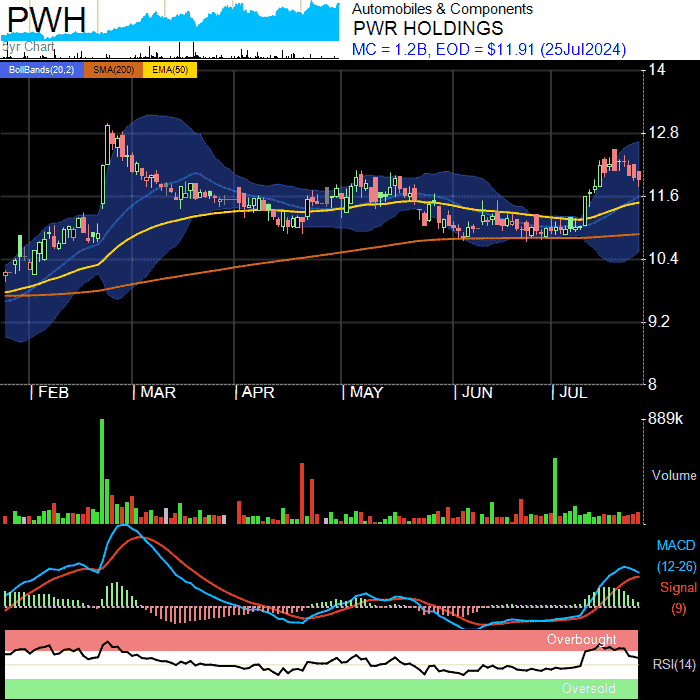 PWH
5yr Chart
Automobiles & Components
PWR HOLDINGS
MC = 1.2B, EOD = $11.91 (25Jul2024)
BollBands(20,2) SMA(200) EMA(50)
14
12.8
11.6
10.4
9.2
8
FEB MAR APR MAY JUN JUL
889k
Volume
MACD
(12-26)
Signal
(9)
Overbought
RSI(14)
Oversold